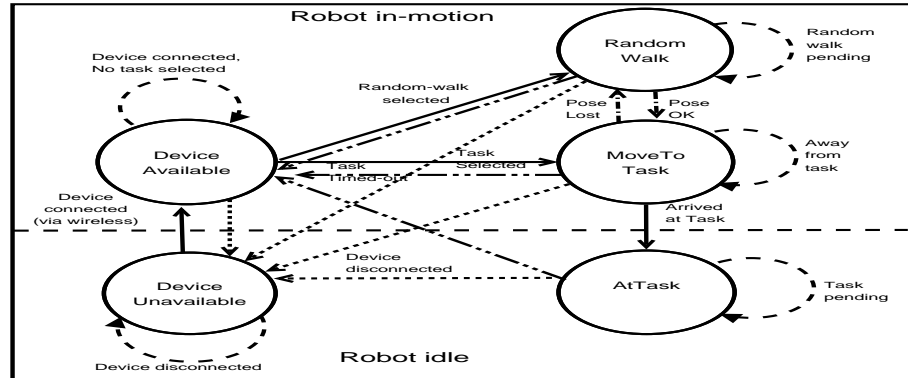 Robot in-motion
Device connected,
No task selected
Random-walk
selected
Random
Walk
Random
walk
pending
Pose
Lost
Pose
OK
Device
Available
Task
Selected
Task
Timed-out
MoveTo
Task
Away
from
task
Device
connected
(via wireless)
Arrived
at Task
Device
Unavailable
Device
disconnected
AtTask
Task
pending
Device disconnected
Robot idle